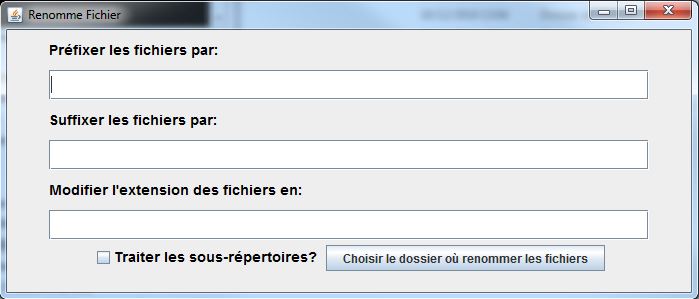 Renomme Fichier
Préfixer les fichiers par:
Suffixer les fichiers par:
Modifier l'extension des fichiers en:
Traiter les sous-répertoires? Choisir le dossier où renommer les fichiers